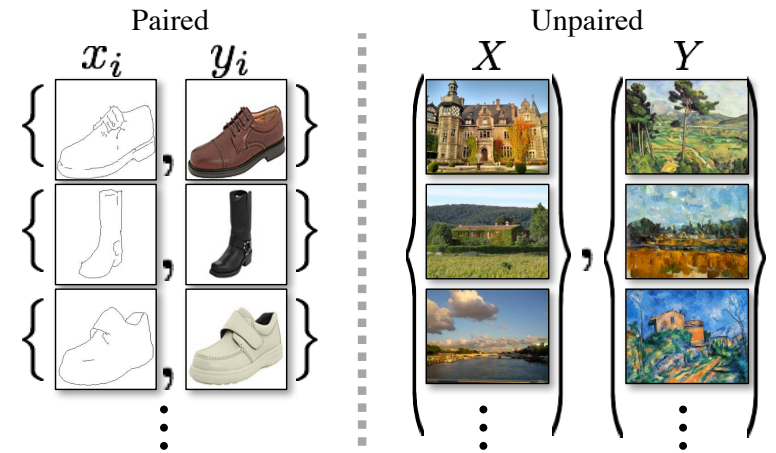 Paired
Unpaired
x_i
y_i
X
Y
{ , }
{ , }
{ , }
⋮
( ) , ( )
⋮
⋮